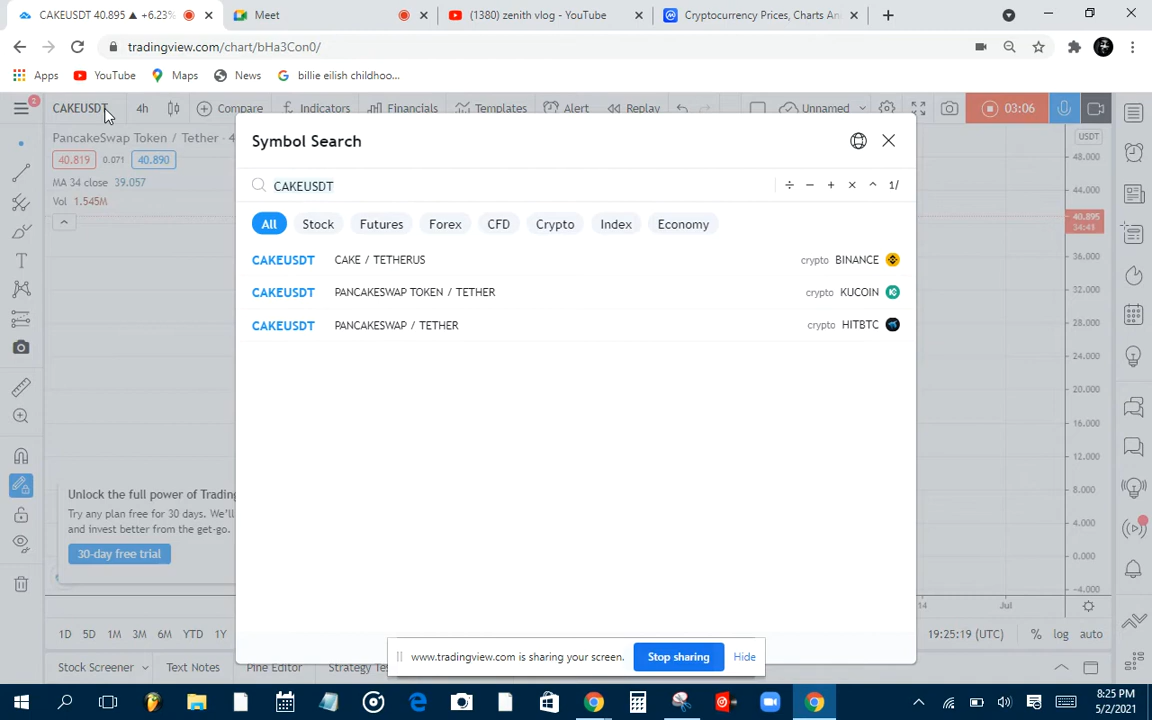 CAKEUSDT 40.895 ▲ +6.23%
Meet
(1380) zenith vlog - YouTube
Cryptocurrency Prices, Charts An
tradingview.com/chart/bHa3Con0/
Apps YouTube Maps News billie eilish childhoo...
2
CAKEUSDT 4h Compare Indicators Financials Templates Alert Replay Unnamed 03:06
PancakeSwap Token / Tether · 4
USDT
40.819 0.071 40.890
MA 34 close 39.057
Vol 1.545M
Symbol Search
CAKEUSDT
÷ − + × ^ 1/
All Stock Futures Forex CFD Crypto Index Economy
CAKEUSDT CAKE / TETHERUS crypto BINANCE
CAKEUSDT PANCAKESWAP TOKEN / TETHER crypto KUCOIN
CAKEUSDT PANCAKESWAP / TETHER crypto HITBTC
48.000
44.000
40.895
34:41
36.000
32.000
28.000
24.000
20.000
16.000
12.000
8.000
4.000
0.000
-4.000
Unlock the full power of Trading
Try any plan free for 30 days. We'll
and invest better from the get-go.
30-day free trial
14 Jul
1D 5D 1M 3M 6M YTD 1Y
19:25:19 (UTC) % log auto
www.tradingview.com is sharing your screen. Stop sharing Hide
Stock Screener Text Notes Pine Editor Strategy Tes
8:25 PM
5/2/2021